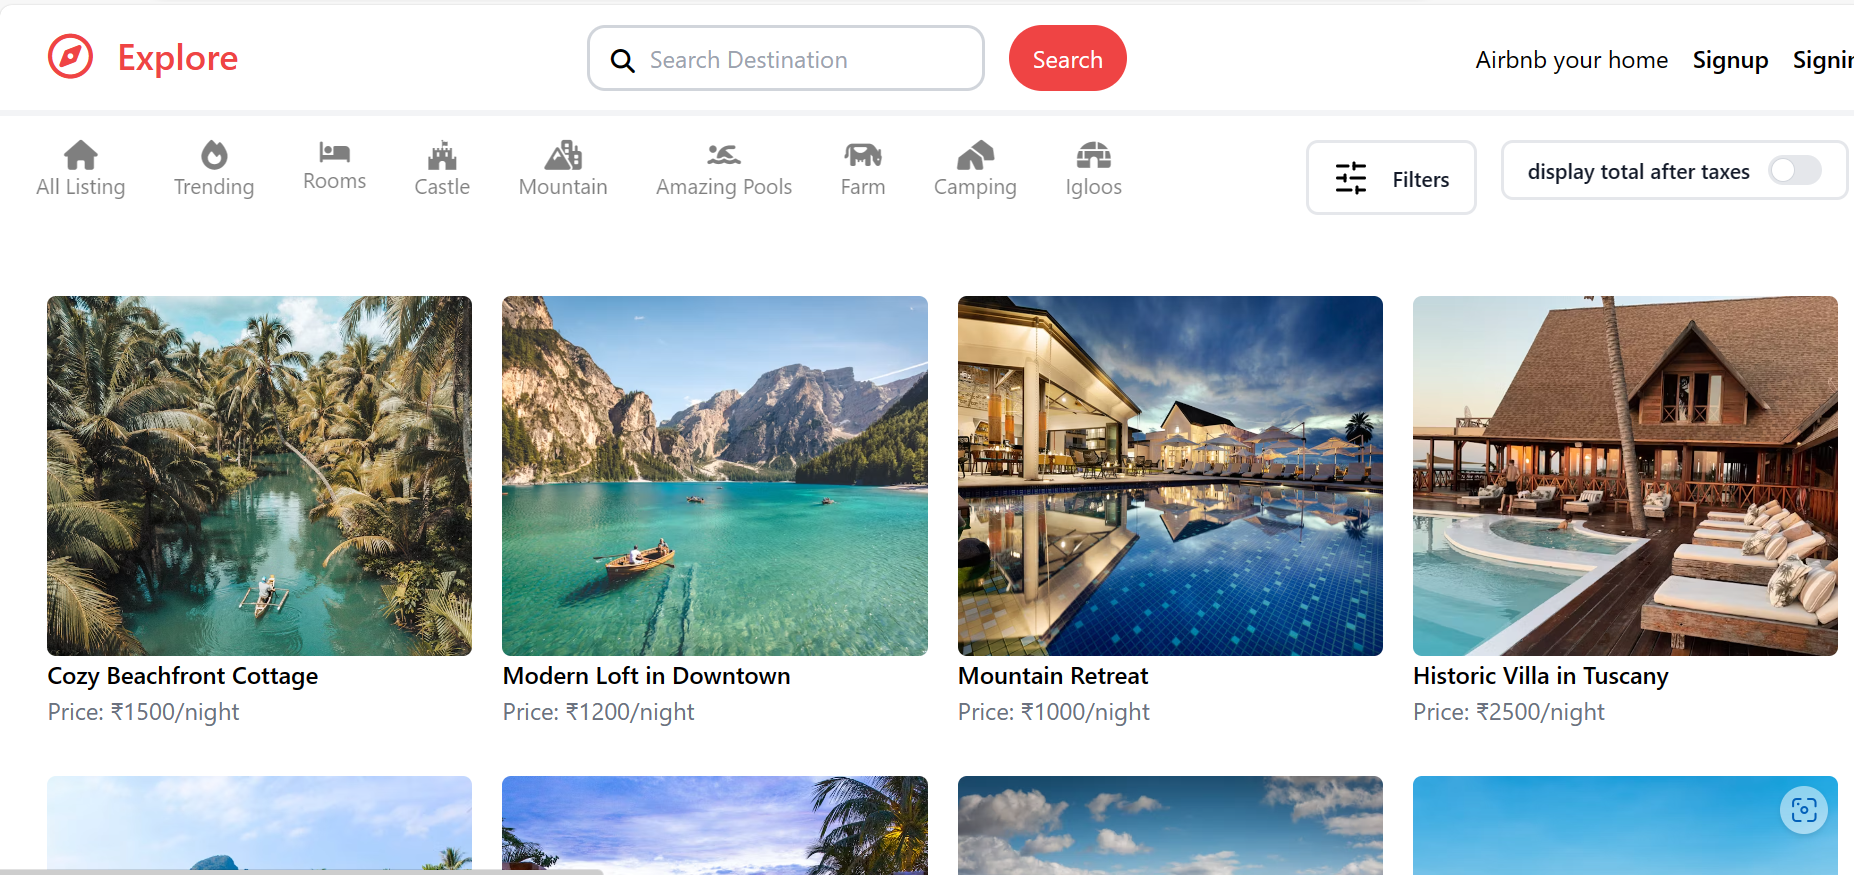 Explore
Search Destination
Search
Airbnb your home
Signup
All Listing
Trending
Rooms
Castle
Mountain
Amazing Pools
Farm
Camping
Igloos
Filters
display total after taxes
Cozy Beachfront Cottage
Price: ₹1500/night
Modern Loft in Downtown
Price: ₹1200/night
Mountain Retreat
Price: ₹1000/night
Historic Villa in Tuscany
Price: ₹2500/night